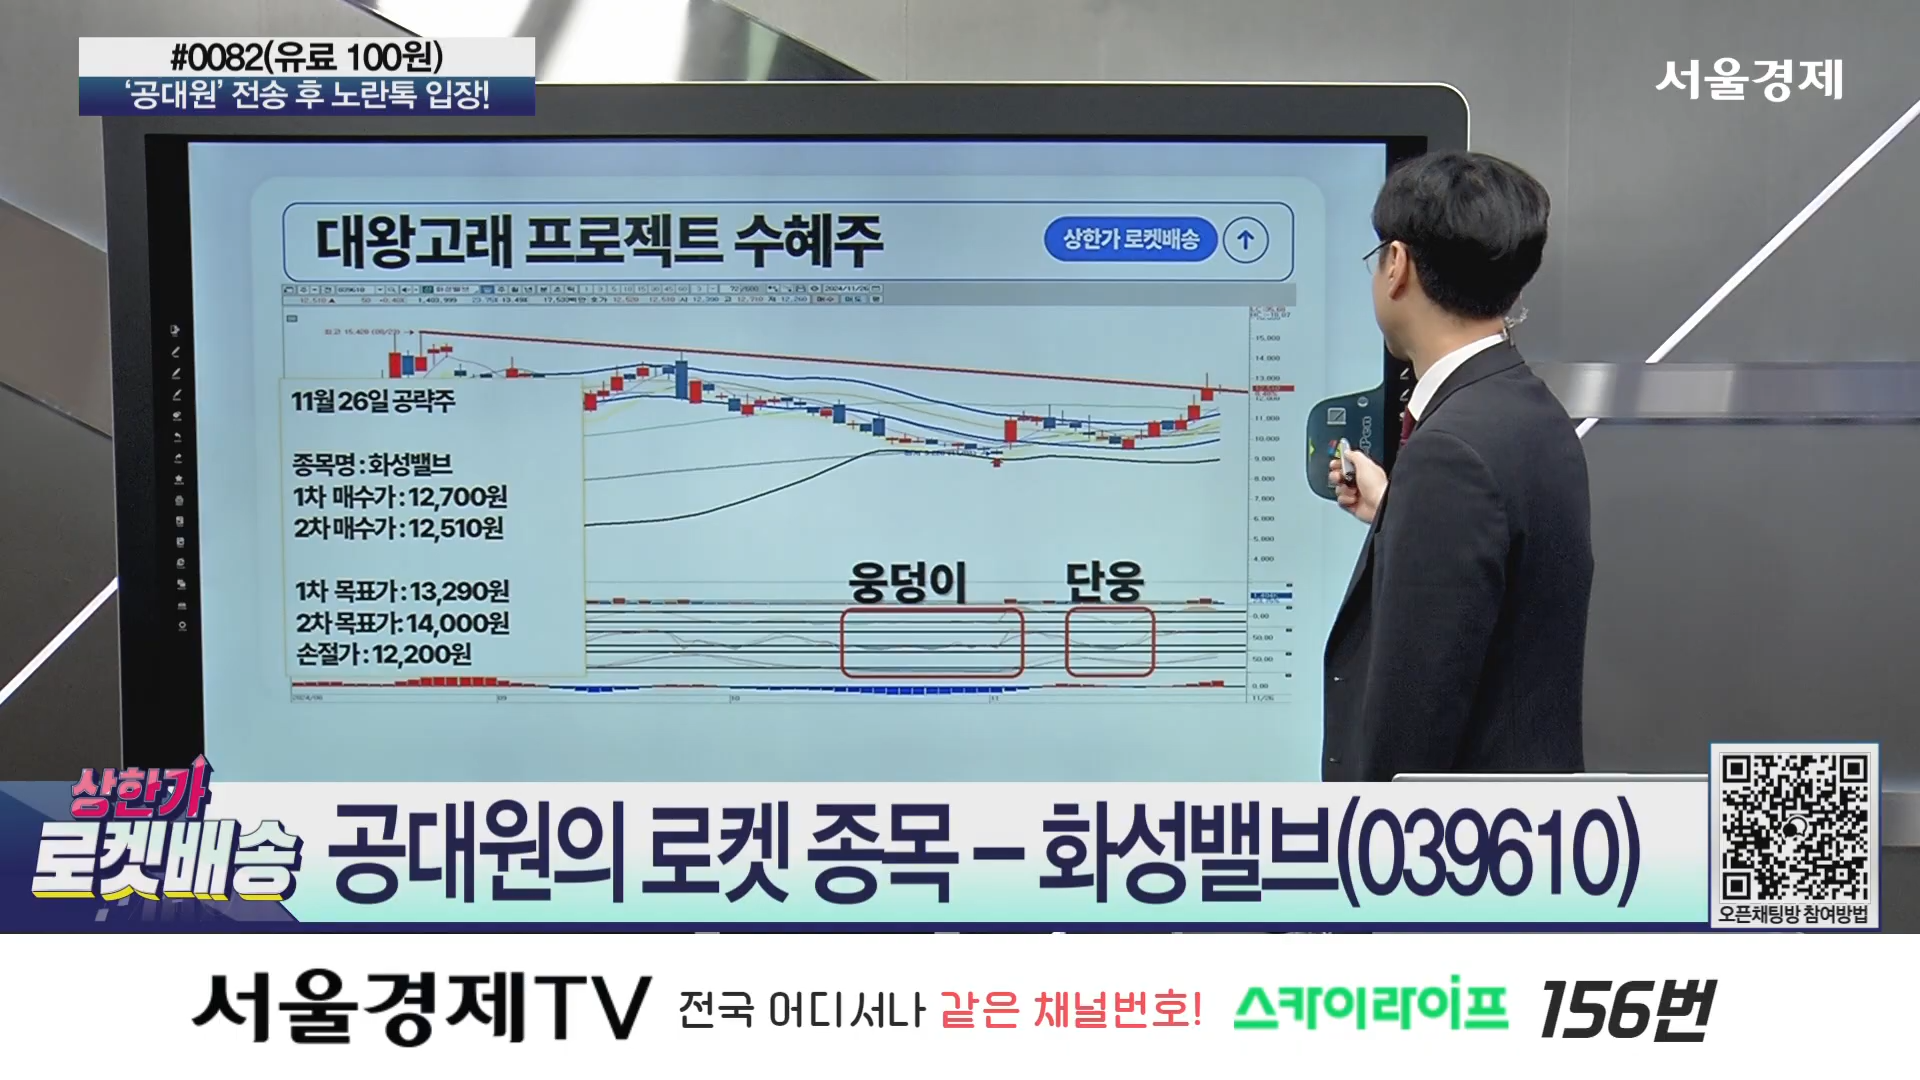 #0082(유료 100원)
‘공대원’ 전송 후 노란톡 입장!
서울경제
대왕고래 프로젝트 수혜주
상한가 로켓배송
11월 26일 공략주
종목명 : 화성밸브
1차 매수가 : 12,700원
2차 매수가 : 12,510원
1차 목표가 : 13,290원
2차 목표가 : 14,000원
손절가 : 12,200원
웅덩이
단웅
상한가
로켓배송
공대원의 로켓 종목 – 화성밸브(039610)
오픈채팅방 참여방법
서울경제TV 전국 어디서나 같은 채널번호! 스카이라이프 156번